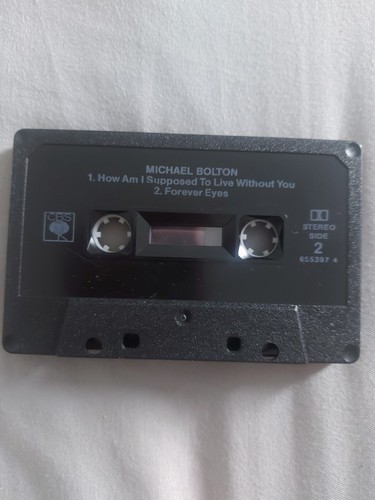 MICHAEL BOLTON
1. How Am I Supposed To Live Without You
2. Forever Eyes
CBS
STEREO
SIDE
2
655397 4